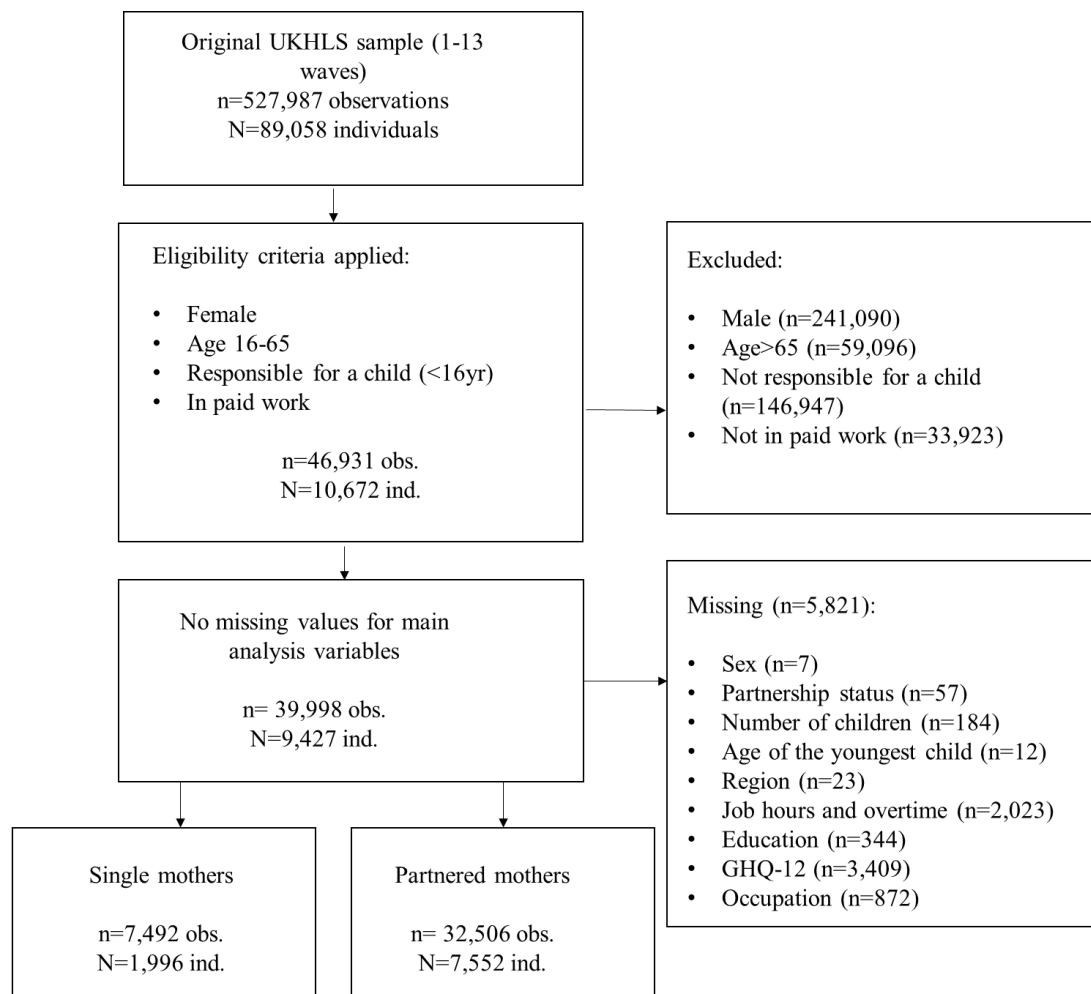 Original UKHLS sample (1-13
waves)
n=527,987 observations
N=89,058 individuals
Eligibility criteria applied:
• Female
• Age 16-65
• Responsible for a child (<16yr)
• In paid work
n=46,931 obs.
N=10,672 ind.
Excluded:
• Male (n=241,090)
• Age>65 (n=59,096)
• Not responsible for a child
(n=146,947)
• Not in paid work (n=33,923)
No missing values for main
analysis variables
n= 39,998 obs.
N=9,427 ind.
Missing (n=5,821):
• Sex (n=7)
• Partnership status (n=57)
• Number of children (n=184)
• Age of the youngest child (n=12)
• Region (n=23)
• Job hours and overtime (n=2,023)
• Education (n=344)
• GHQ-12 (n=3,409)
• Occupation (n=872)
Single mothers
n=7,492 obs.
N=1,996 ind.
Partnered mothers
n= 32,506 obs.
N=7,552 ind.